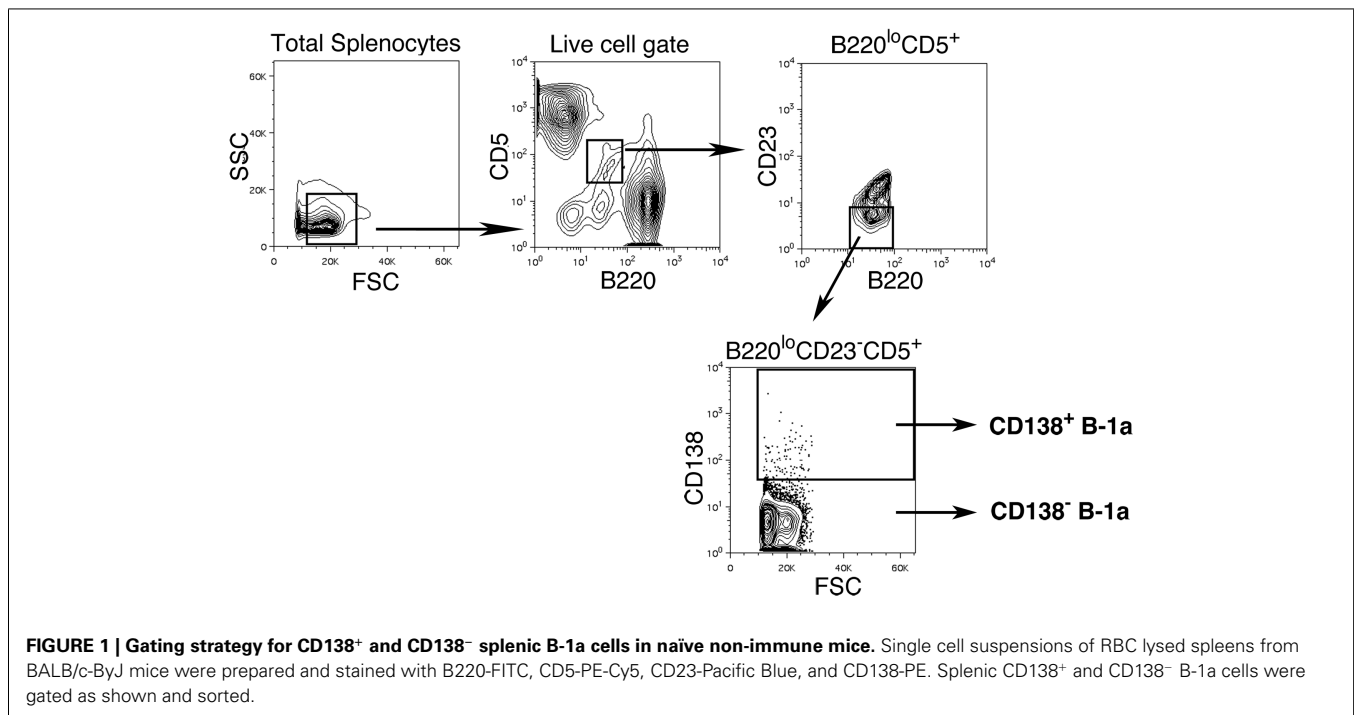 Total Splenocytes
Live cell gate
B220loCD5+
SSC
60K
40K
20K
0
0
20K
40K
60K
FSC
CD5
10^4
10^3
10^2
10^1
10^0
10^0
10^1
10^2
10^3
10^4
B220
CD23
10^4
10^3
10^2
10^1
10^0
10^0
10^1
10^2
10^3
10^4
B220
B220loCD23-CD5+
CD138
10^4
10^3
10^2
10^1
10^0
0
20K
40K
60K
FSC
CD138+ B-1a
CD138- B-1a
FIGURE 1 | Gating strategy for CD138+ and CD138− splenic B-1a cells in naïve non-immune mice. Single cell suspensions of RBC lysed spleens from
BALB/c-ByJ mice were prepared and stained with B220-FITC, CD5-PE-Cy5, CD23-Pacific Blue, and CD138-PE. Splenic CD138+ and CD138− B-1a cells were
gated as shown and sorted.